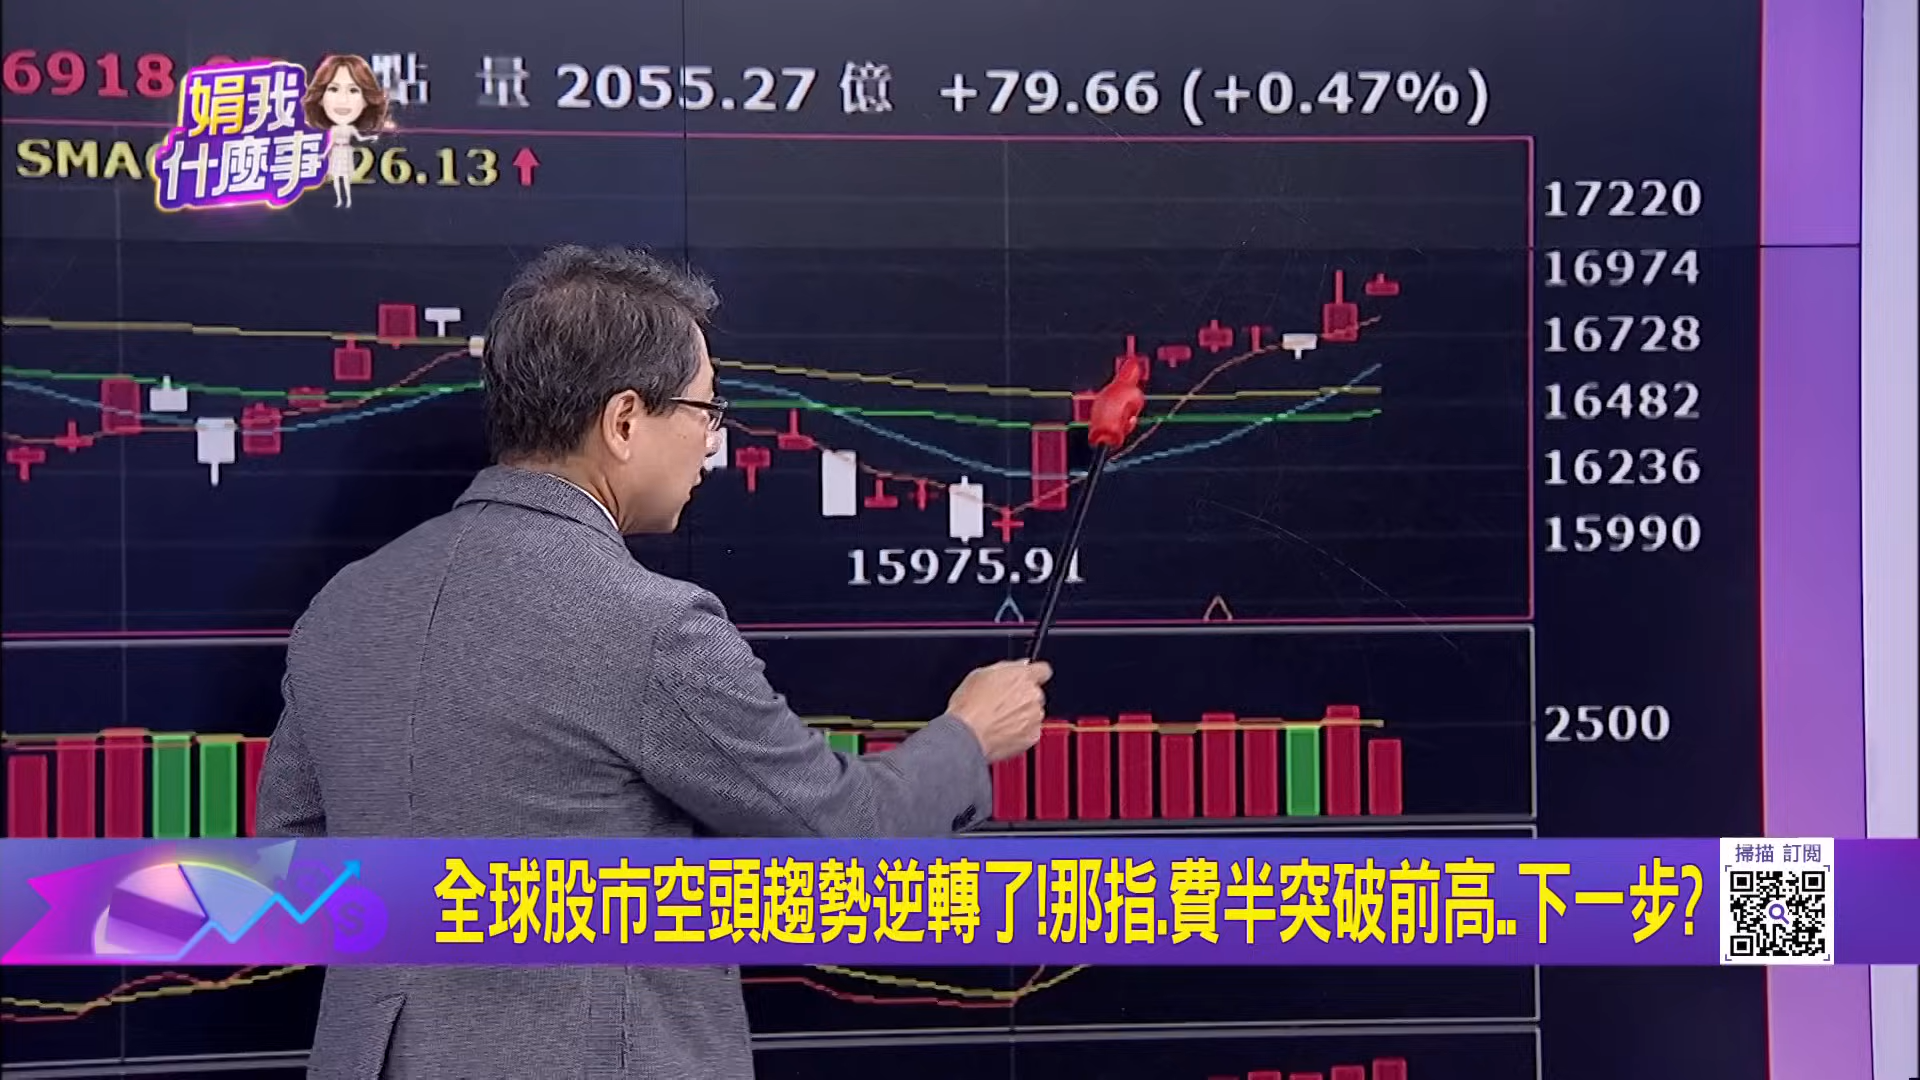 6918
點 量 2055.27 億 +79.66 (+0.47%)
娟我
什麼事
SMA
26.13
17220
16974
16728
16482
16236
15990
15975.91
2500
全球股市空頭趨勢逆轉了!那指.費半突破前高..下一步?
掃描 訂閱